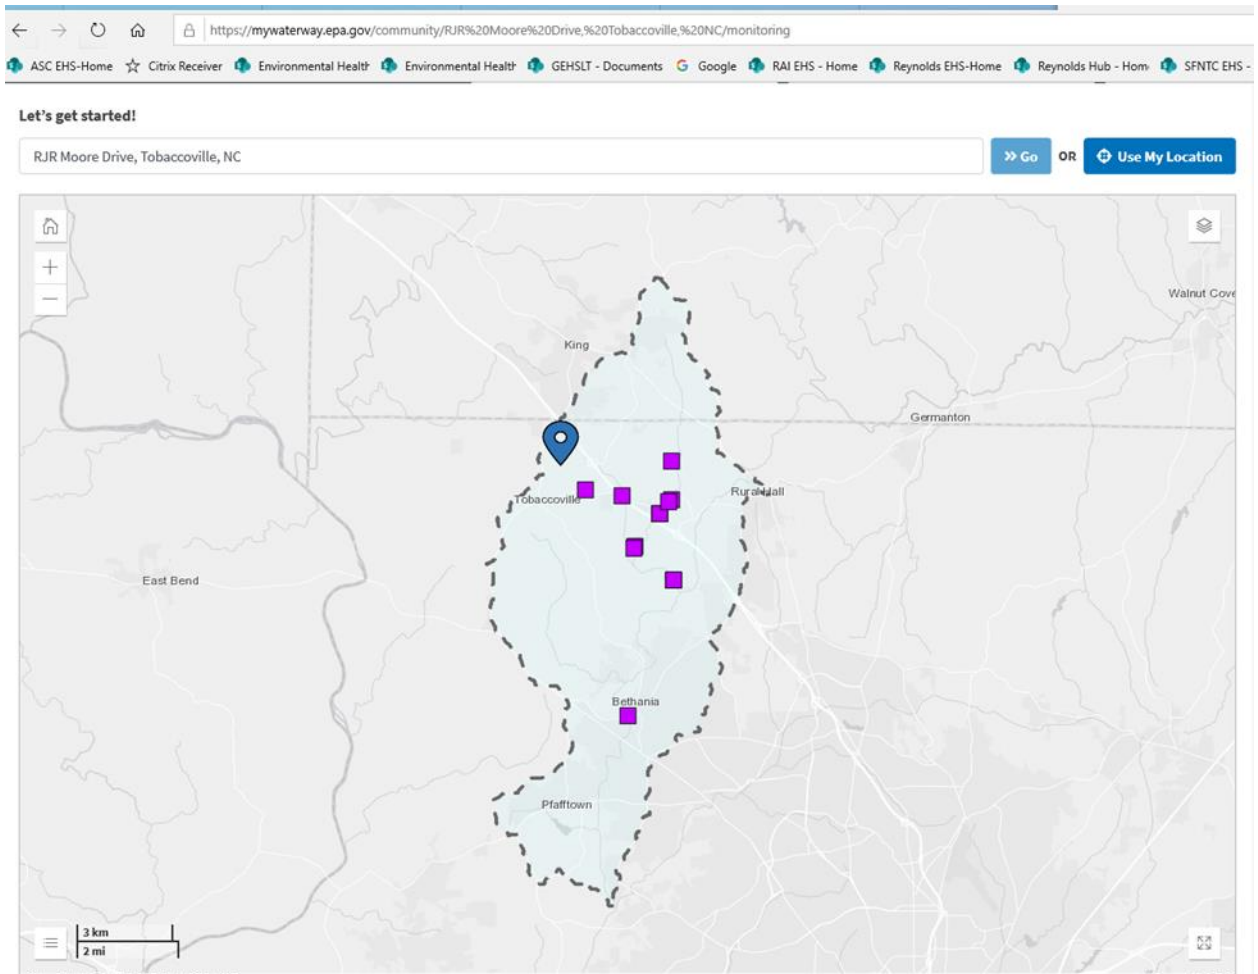 https://mywaterway.epa.gov/community/RJR%20Moore%20Drive,%20Tobaccoville,%20NC/monitoring
ASC EHS-Home Citrix Receiver Environmental Health Environmental Health GEHSLT - Documents Google RAI EHS - Home Reynolds EHS-Home Reynolds Hub - Hom SFNTC EHS -
Let's get started!
RJR Moore Drive, Tobaccoville, NC
Go OR Use My Location
Walnut Cove
King
Germanton
Tobaccoville
Rural Hall
East Bend
Bethania
Pfafftown
3 km
2 mi